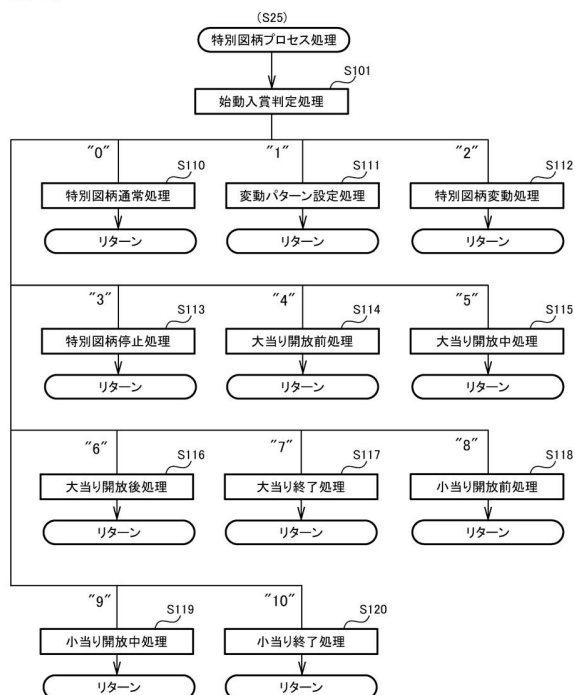 (S25)
特別図柄プロセス処理
S101
始動入賞判定処理
"0" "1" "2"
S110 S111 S112
特別図柄通常処理 変動パターン設定処理 特別図柄変動処理
リターン リターン リターン
"3" "4" "5"
S113 S114 S115
特別図柄停止処理 大当り開放前処理 大当り開放中処理
リターン リターン リターン
"6" "7" "8"
S116 S117 S118
大当り開放後処理 大当り終了処理 小当り開放前処理
リターン リターン リターン
"9" "10"
S119 S120
小当り開放中処理 小当り終了処理
リターン リターン